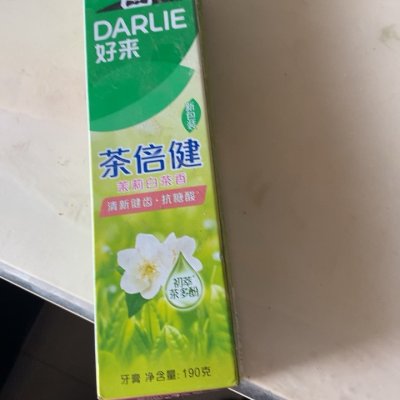 DARLIE
好来
新包装
茶倍健
茉莉白茶香
清新健齿·抗糖酸
初萃
茶多酚
牙膏 净含量: 190克